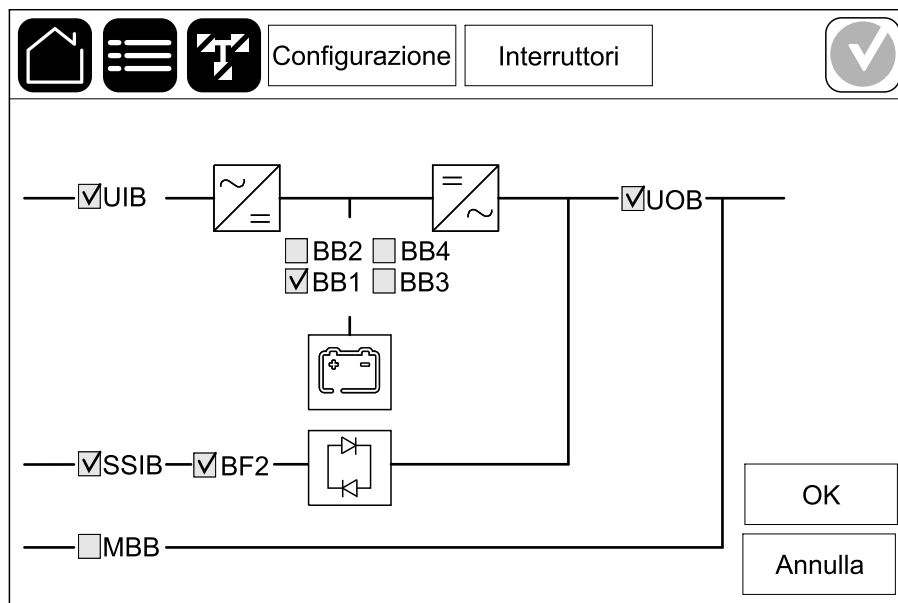 Configurazione Interruttori
UIB UOB
BB2 BB4
BB1 BB3
SSIB BF2
OK
MBB
Annulla